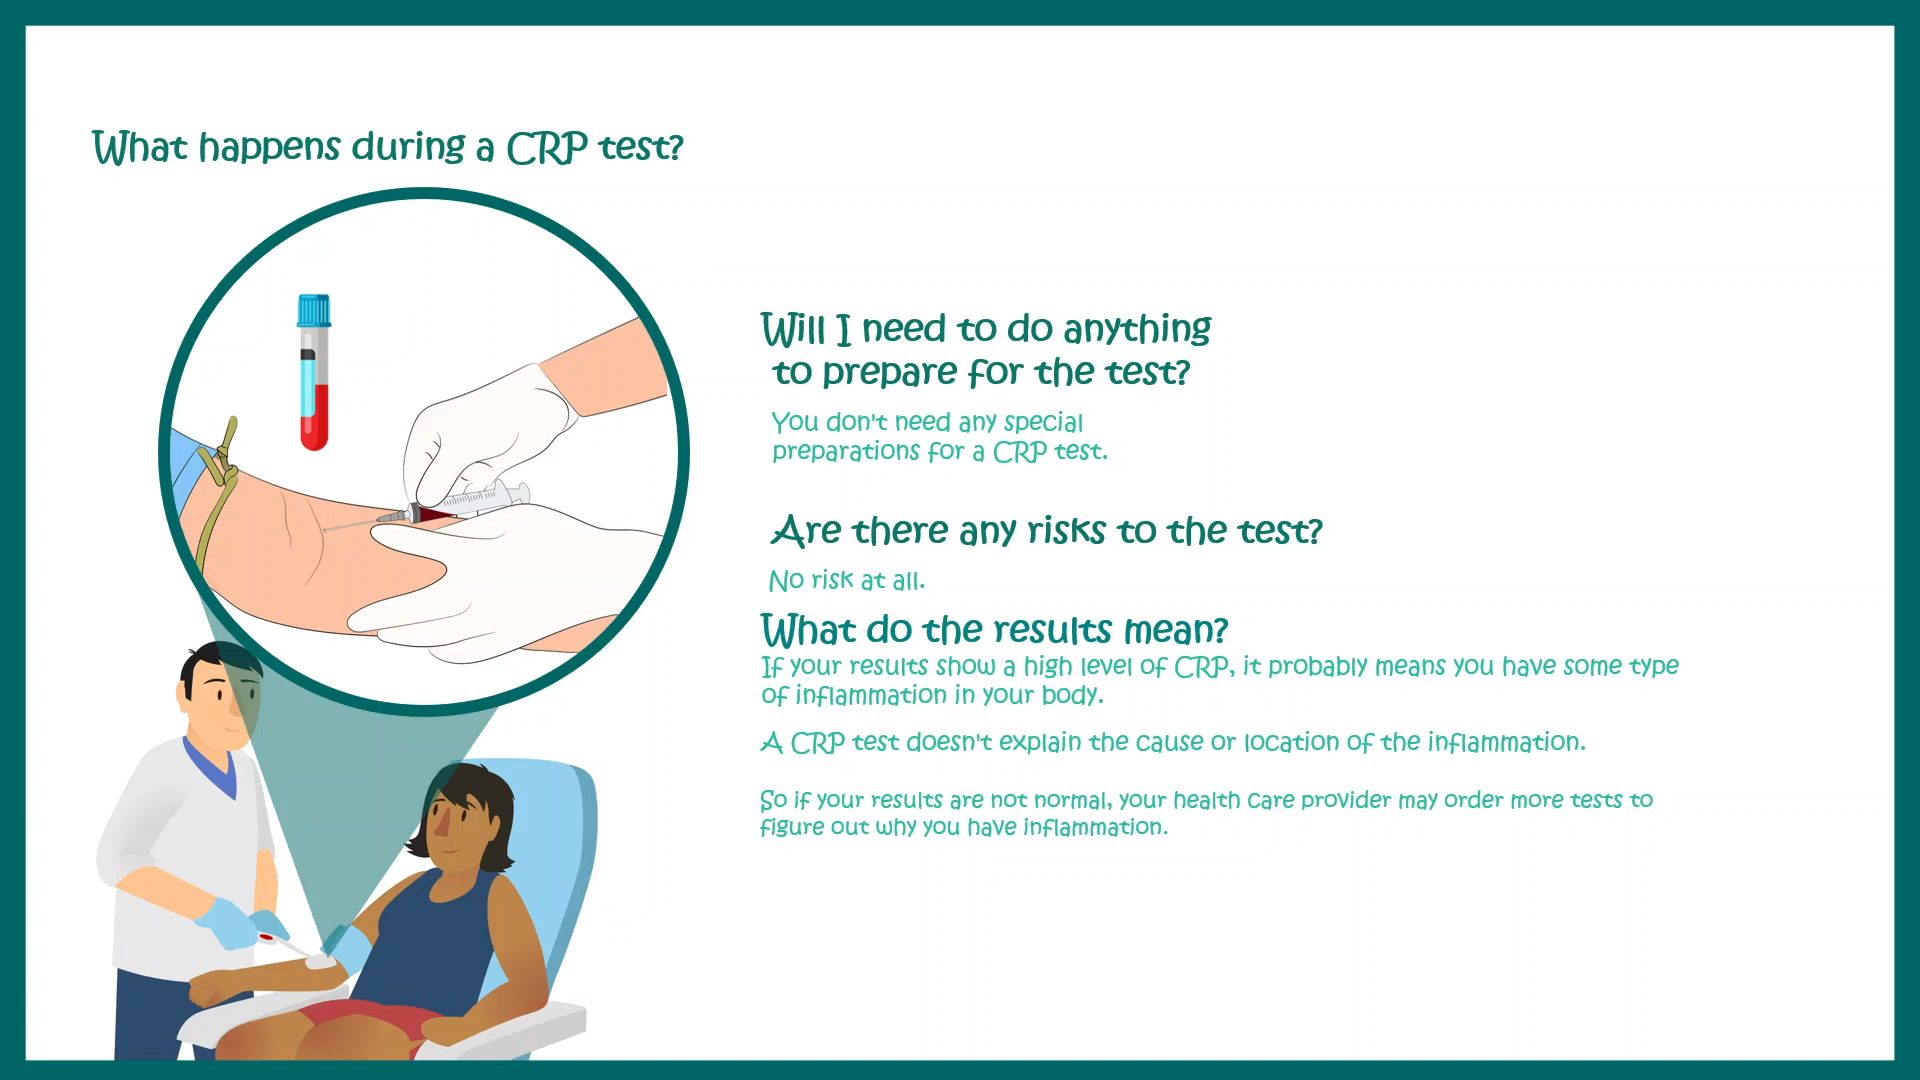 What happens during a CRP test?
Will I need to do anything
to prepare for the test?
You don't need any special
preparations for a CRP test.
Are there any risks to the test?
No risk at all.
What do the results mean?
If your results show a high level of CRP, it probably means you have some type
of inflammation in your body.
A CRP test doesn't explain the cause or location of the inflammation.
So if your results are not normal, your health care provider may order more tests to
figure out why you have inflammation.